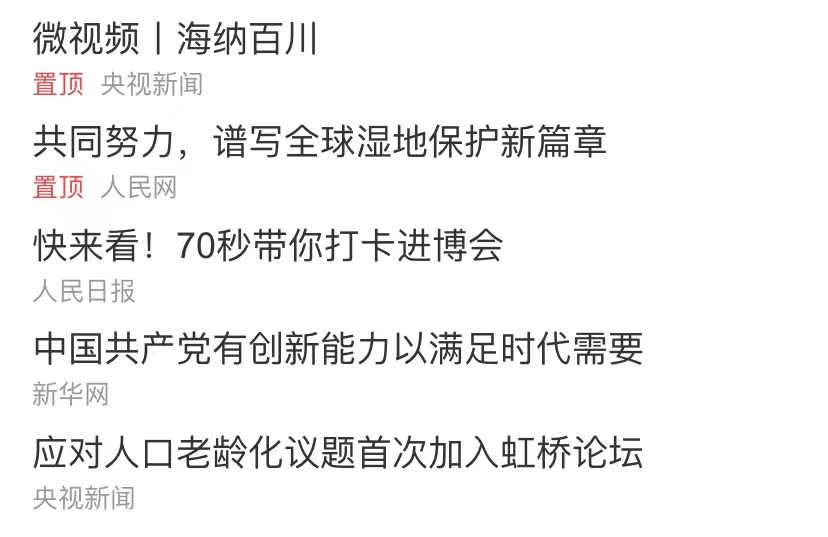 微视频丨海纳百川
置顶 央视新闻
共同努力，谱写全球湿地保护新篇章
置顶 人民网
快来看！70秒带你打卡进博会
人民日报
中国共产党有创新能力以满足时代需要
新华网
应对人口老龄化议题首次加入虹桥论坛
央视新闻